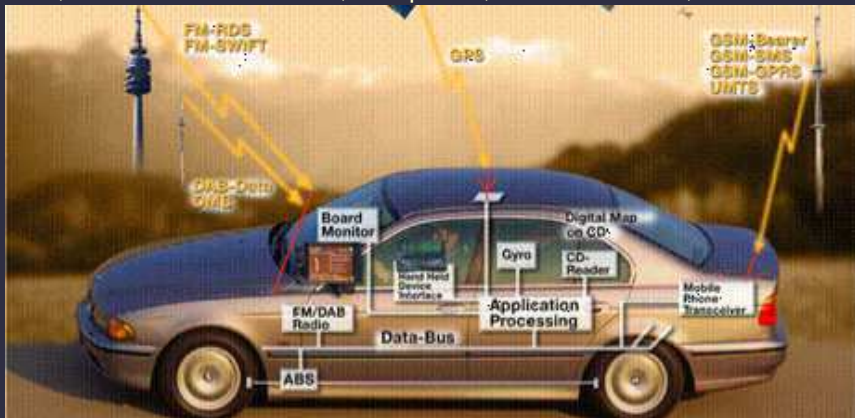 FM-RDS
FM-SWIFT
GPS
GSM-Bearer
GSM-SMS
GSM-GPRS
UMTS
DAB-Data
DMB
Board
Monitor
Digital Map
on CD
Gyro
CD-
Reader
Hand Held
Device
Interface
Mobile
Phone
Transceiver
FM/DAB
Radio
Application
Processing
Data-Bus
ABS